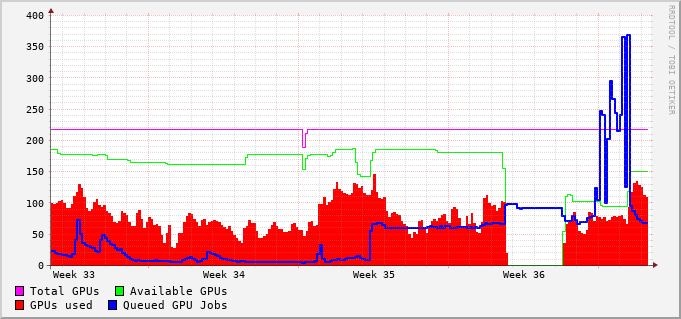 400
350
300
250
200
150
100
50
0
Week 33 Week 34 Week 35 Week 36
Total GPUs Available GPUs
GPUs used Queued GPU Jobs
RRDTOOL / TOBI OETIKER